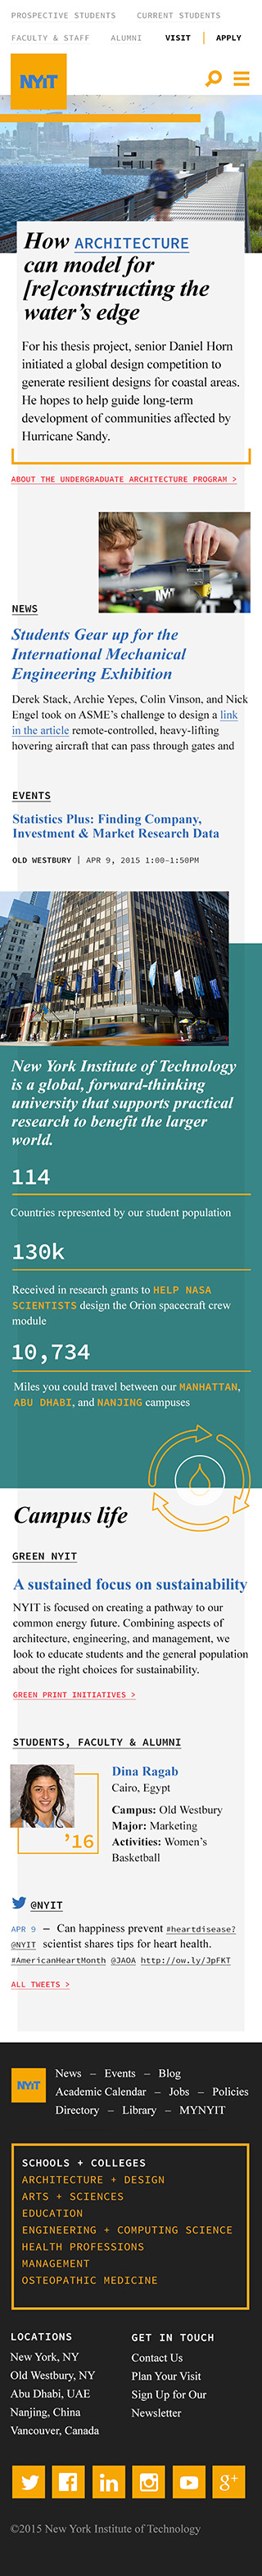 PROSPECTIVE STUDENTS CURRENT STUDENTS
FACULTY & STAFF ALUMNI VISIT | APPLY
NYIT
How ARCHITECTURE
can model for
[re]constructing the
water's edge
For his thesis project, senior Daniel Horn
initiated a global design competition to
generate resilient designs for coastal areas.
He hopes to help guide long-term
development of communities affected by
Hurricane Sandy.
ABOUT THE UNDERGRADUATE ARCHITECTURE PROGRAM >
NEWS
Students Gear up for the
International Mechanical
Engineering Exhibition
Derek Stack, Archie Yepes, Colin Vinson, and Nick
Engel took on ASME's challenge to design a link
in the article remote-controlled, heavy-lifting
hovering aircraft that can pass through gates and
EVENTS
Statistics Plus: Finding Company,
Investment & Market Research Data
OLD WESTBURY | APR 9, 2015 1:00–1:50PM
New York Institute of Technology
is a global, forward-thinking
university that supports practical
research to benefit the larger
world.
114
Countries represented by our student population
130k
Received in research grants to HELP NASA
SCIENTISTS design the Orion spacecraft crew
module
10,734
Miles you could travel between our MANHATTAN,
ABU DHABI, and NANJING campuses
Campus life
GREEN NYIT
A sustained focus on sustainability
NYIT is focused on creating a pathway to our
common energy future. Combining aspects of
architecture, engineering, and management, we
look to educate students and the general population
about the right choices for sustainability.
GREEN PRINT INITIATIVES >
STUDENTS, FACULTY & ALUMNI
Dina Ragab
Cairo, Egypt
Campus: Old Westbury
Major: Marketing
Activities: Women's
Basketball
’16
@NYIT
APR 9 — Can happiness prevent #heartdisease?
@NYIT scientist shares tips for heart health.
#AmericanHeartMonth @JAOA http://ow.ly/JpFKT
ALL TWEETS >
NYIT
News – Events – Blog
Academic Calendar – Jobs – Policies
Directory – Library – MYNYIT
SCHOOLS + COLLEGES
ARCHITECTURE + DESIGN
ARTS + SCIENCES
EDUCATION
ENGINEERING + COMPUTING SCIENCE
HEALTH PROFESSIONS
MANAGEMENT
OSTEOPATHIC MEDICINE
LOCATIONS
New York, NY
Old Westbury, NY
Abu Dhabi, UAE
Nanjing, China
Vancouver, Canada
GET IN TOUCH
Contact Us
Plan Your Visit
Sign Up for Our
Newsletter
©2015 New York Institute of Technology